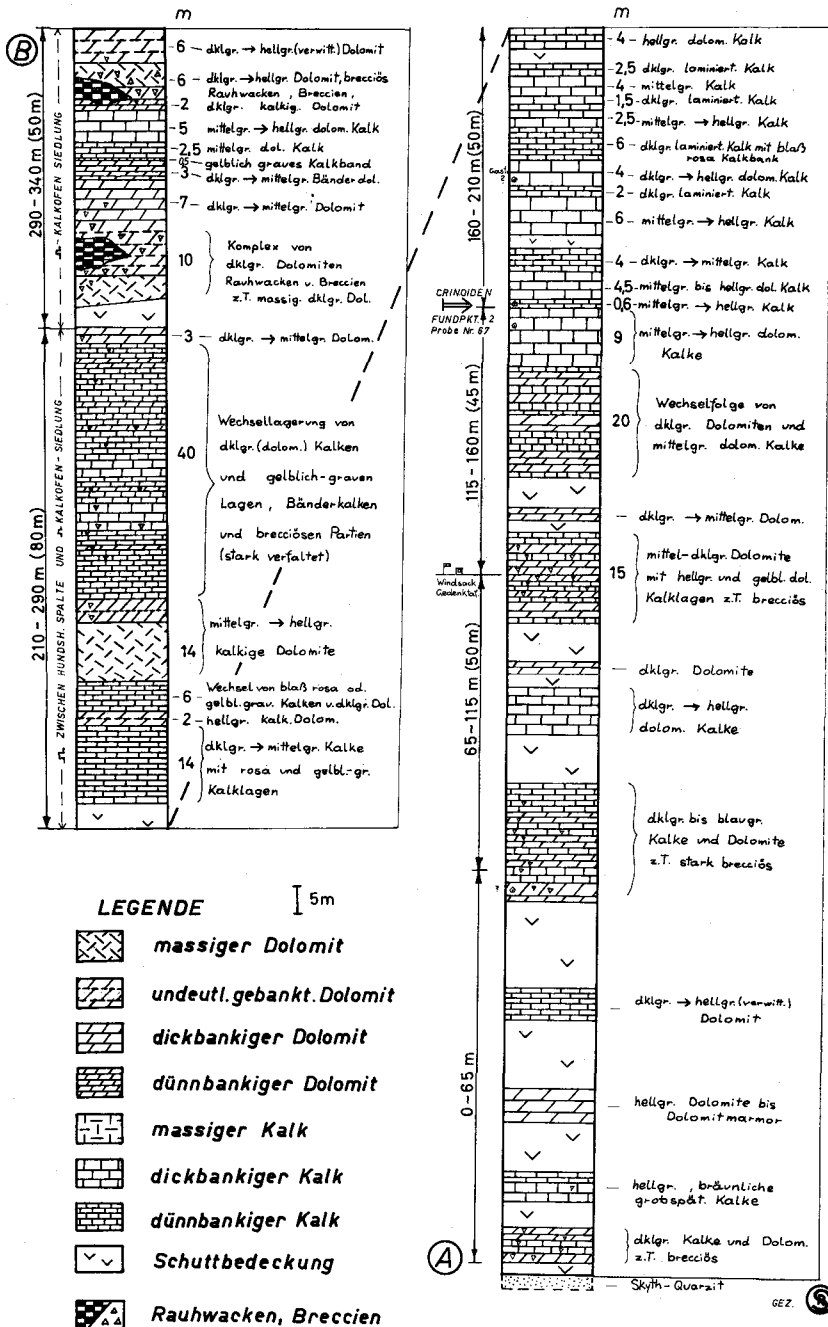 B
m
6 dklgr. → hellgr. (verwitt.) Dolomit
6 dklgr. → hellgr. Dolomit, brecciös
Rauhwacken, Breccien,
2 dklgr. kalkig. Dolomit
5 mittelgr. → hellgr. dolom. Kalk
2,5 mittelgr. dol. Kalk
0,5 gelblich graues Kalkband
3 dklgr. → mittelgr. Bänderdol.
7 dklgr. → mittelgr. Dolomit
10 Komplex von
dklgr. Dolomiten
Rauhwacken u. Breccien
z.T. massig. dklgr. Dol.
3 dklgr. → mittelgr. Dolom.
40 Wechsellagerung von
dklgr. (dolom.) Kalken
und gelblich-grauen
Lagen, Bänderkalken
und brecciösen Partien
(stark verfaltet)
14 mittelgr. → hellgr.
kalkige Dolomite
6 Wechsel von blaß rosa od.
gelbl. grau. Kalken u. dklgr. Dol.
2 hellgr. kalk. Dolom.
14 dklgr. → mittelgr. Kalke
mit rosa und gelbl.-gr.
Kalklagen
290-340m (50m)
KALKOFEN SIEDLUNG
210-290m (80m)
ZWISCHEN HUNDSH. SPALTE UND KALKOFEN-SIEDLUNG
m
4 hellgr. dolom. Kalk
2,5 dklgr. laminiert. Kalk
4 mittelgr. Kalk
1,5 dklgr. laminiert. Kalk
2,5 mittelgr. → hellgr. Kalk
6 dklgr. laminiert. Kalk mit blaß
rosa Kalkbank
4 dklgr. → hellgr. dolom. Kalk
Gast.
?
2 dklgr. laminiert. Kalk
6 mittelgr. → hellgr. Kalk
4 dklgr. → mittelgr. Kalk
4,5 mittelgr. bis hellgr. dol. Kalk
0,6 mittelgr. → hellgr. Kalk
CRINOIDEN
FUNDPKT. 2
Probe Nr. 67
9 mittelgr. → hellgr. dolom.
Kalke
20 Wechselfolge von
dklgr. Dolomiten und
mittelgr. dolom. Kalke
dklgr. → mittelgr. Dolom.
15 mittel-dklgr. Dolomite
mit hellgr. und gelbl. dol.
Kalklagen z.T. brecciös
Windsack
Gedenktaf.
dklgr. Dolomite
dklgr. → hellgr.
dolom. Kalke
dklgr. bis blaugr.
Kalke und Dolomite
z.T. stark brecciös
?
dklgr. → hellgr. (verwitt.)
Dolomit
hellgr. Dolomite bis
Dolomitmarmor
hellgr., bräunliche
grobspät. Kalke
dklgr. Kalke und Dolom.
z.T. brecciös
Skyth-Quarzit
160-210m (50m)
115-160m (45m)
65-115m (50m)
0-65m
A
GEZ.
LEGENDE
5m
massiger Dolomit
undeutl. gebankt. Dolomit
dickbankiger Dolomit
dünnbankiger Dolomit
massiger Kalk
dickbankiger Kalk
dünnbankiger Kalk
Schuttbedeckung
Rauhwacken, Breccien